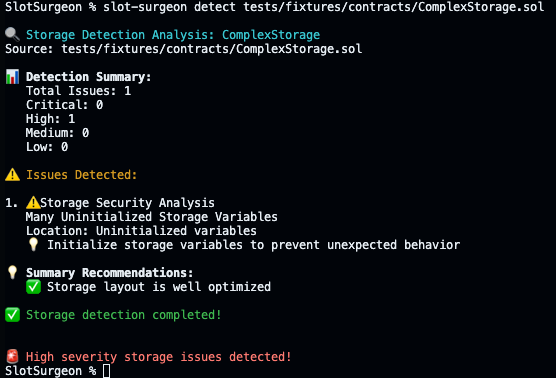 SlotSurgeon % slot-surgeon detect tests/fixtures/contracts/ComplexStorage.sol
🔍 Storage Detection Analysis: ComplexStorage
Source: tests/fixtures/contracts/ComplexStorage.sol
📊 Detection Summary:
Total Issues: 1
Critical: 0
High: 1
Medium: 0
Low: 0
⚠️ Issues Detected:
1. ⚠️Storage Security Analysis
Many Uninitialized Storage Variables
Location: Uninitialized variables
💡 Initialize storage variables to prevent unexpected behavior
💡 Summary Recommendations:
✅ Storage layout is well optimized
✅ Storage detection completed!
🚨 High severity storage issues detected!
SlotSurgeon %